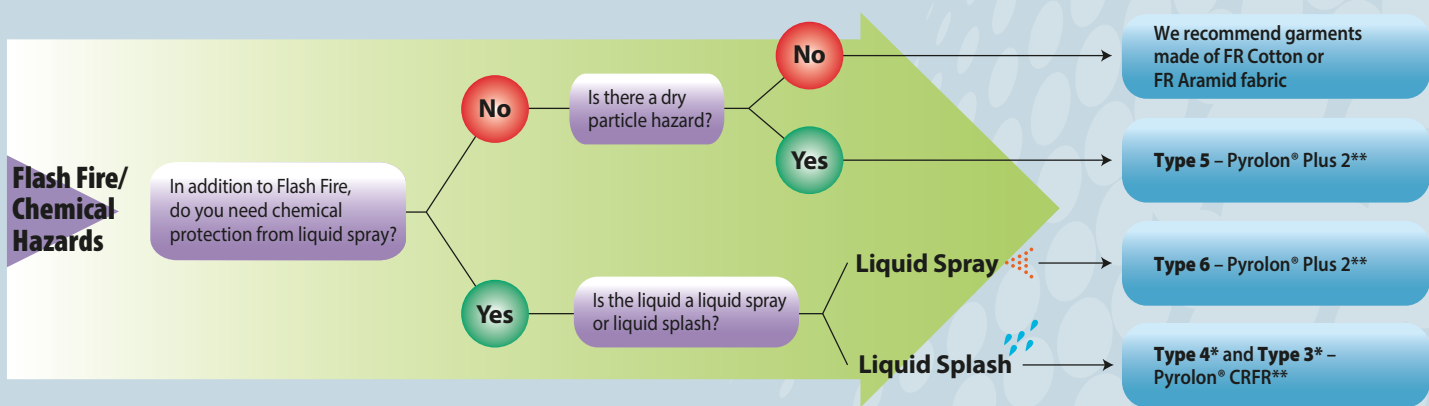 Flash Fire/
Chemical
Hazards
In addition to Flash Fire,
do you need chemical
protection from liquid spray?
No
Is there a dry
particle hazard?
No
We recommend garments
made of FR Cotton or
FR Aramid fabric
Yes
Type 5 – Pyrolon® Plus 2**
Yes
Is the liquid a liquid spray
or liquid splash?
Liquid Spray
Type 6 – Pyrolon® Plus 2**
Liquid Splash
Type 4* and Type 3* –
Pyrolon® CRFR**